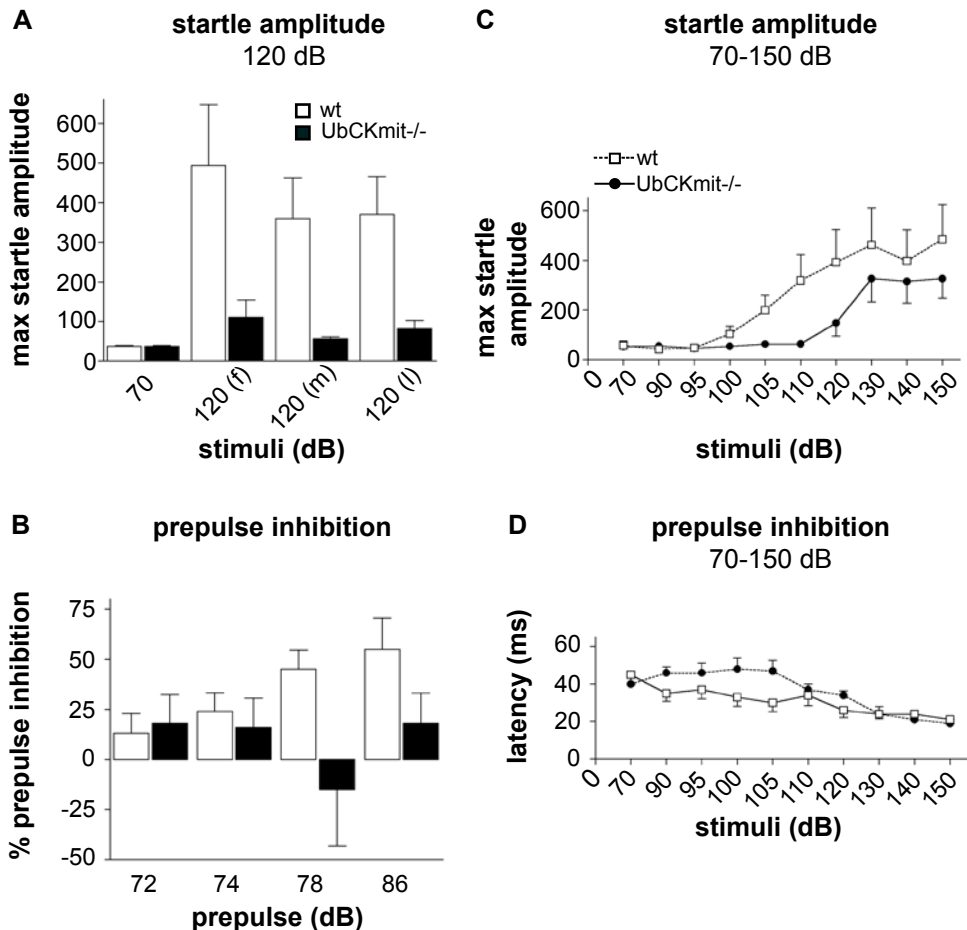 A
startle amplitude
120 dB
wt
UbCKmit-/-
max startle amplitude
600
500
400
300
200
100
0
70
120 (f)
120 (m)
120 (l)
stimuli (dB)
C
startle amplitude
70-150 dB
wt
UbCKmit-/-
max startle
amplitude
600
400
200
0
0
70
90
95
100
105
110
120
130
140
150
stimuli (dB)
B
prepulse inhibition
% prepulse inhibition
75
50
25
0
-25
-50
72
74
78
86
prepulse (dB)
D
prepulse inhibition
70-150 dB
latency (ms)
60
40
20
0
0
70
90
95
100
105
110
120
130
140
150
stimuli (dB)